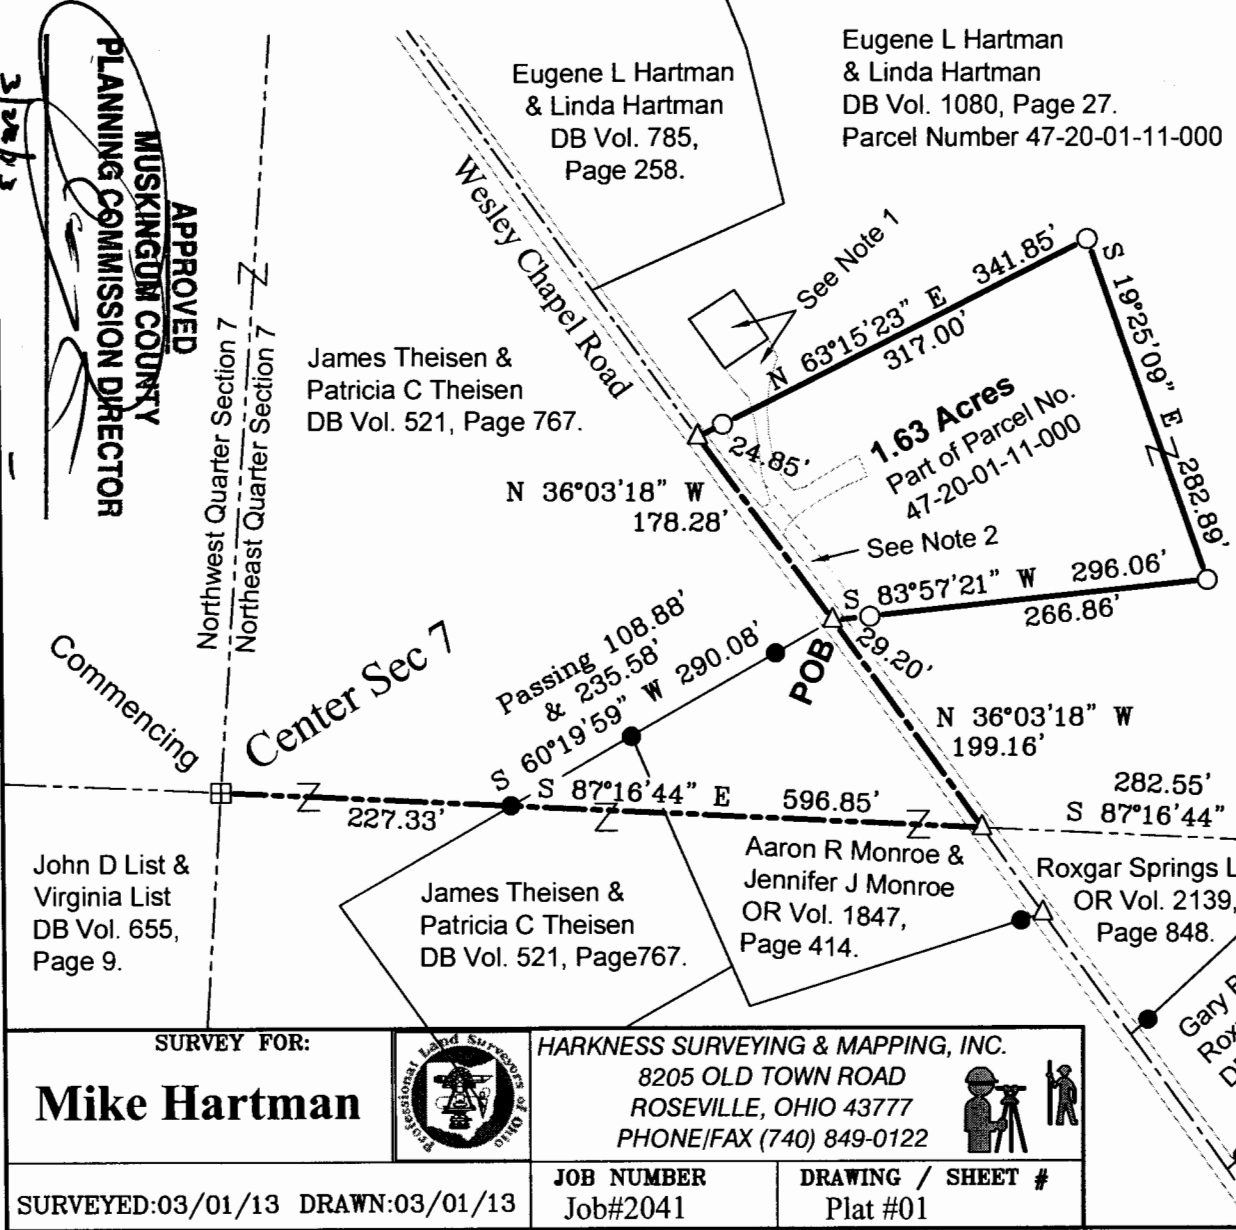 APPROVED
MUSKINGUM COUNTY
PLANNING COMMISSION DIRECTOR
Eugene L Hartman
& Linda Hartman
DB Vol. 785,
Page 258.
Eugene L Hartman
& Linda Hartman
DB Vol. 1080, Page 27.
Parcel Number 47-20-01-11-000
Wesley Chapel Road
See Note 1
N 63°15'23" E 341.85'
317.00'
24.85'
S 19°25'09" E 282.89'
1.63 Acres
Part of Parcel No.
47-20-01-11-000
James Theisen &
Patricia C Theisen
DB Vol. 521, Page 767.
N 36°03'18" W
178.28'
See Note 2
S 83°57'21" W 296.06'
266.86'
29.20'
Northwest Quarter Section 7
Northeast Quarter Section 7
Commencing
Center Sec 7
Passing 108.88'
& 235.58'
S 60°19'59" W 290.08'
POB
N 36°03'18" W
199.16'
S 87°16'44" E 596.85'
227.33'
282.55'
S 87°16'44"
John D List &
Virginia List
DB Vol. 655,
Page 9.
James Theisen &
Patricia C Theisen
DB Vol. 521, Page767.
Aaron R Monroe &
Jennifer J Monroe
OR Vol. 1847,
Page 414.
Roxgar Springs L
OR Vol. 2139,
Page 848.
Gary
Rox
D
SURVEY FOR:
Mike Hartman
Professional Land Surveyors of Ohio
HARKNESS SURVEYING & MAPPING, INC.
8205 OLD TOWN ROAD
ROSEVILLE, OHIO 43777
PHONE/FAX (740) 849-0122
SURVEYED:03/01/13 DRAWN:03/01/13
JOB NUMBER
Job#2041
DRAWING / SHEET #
Plat #01